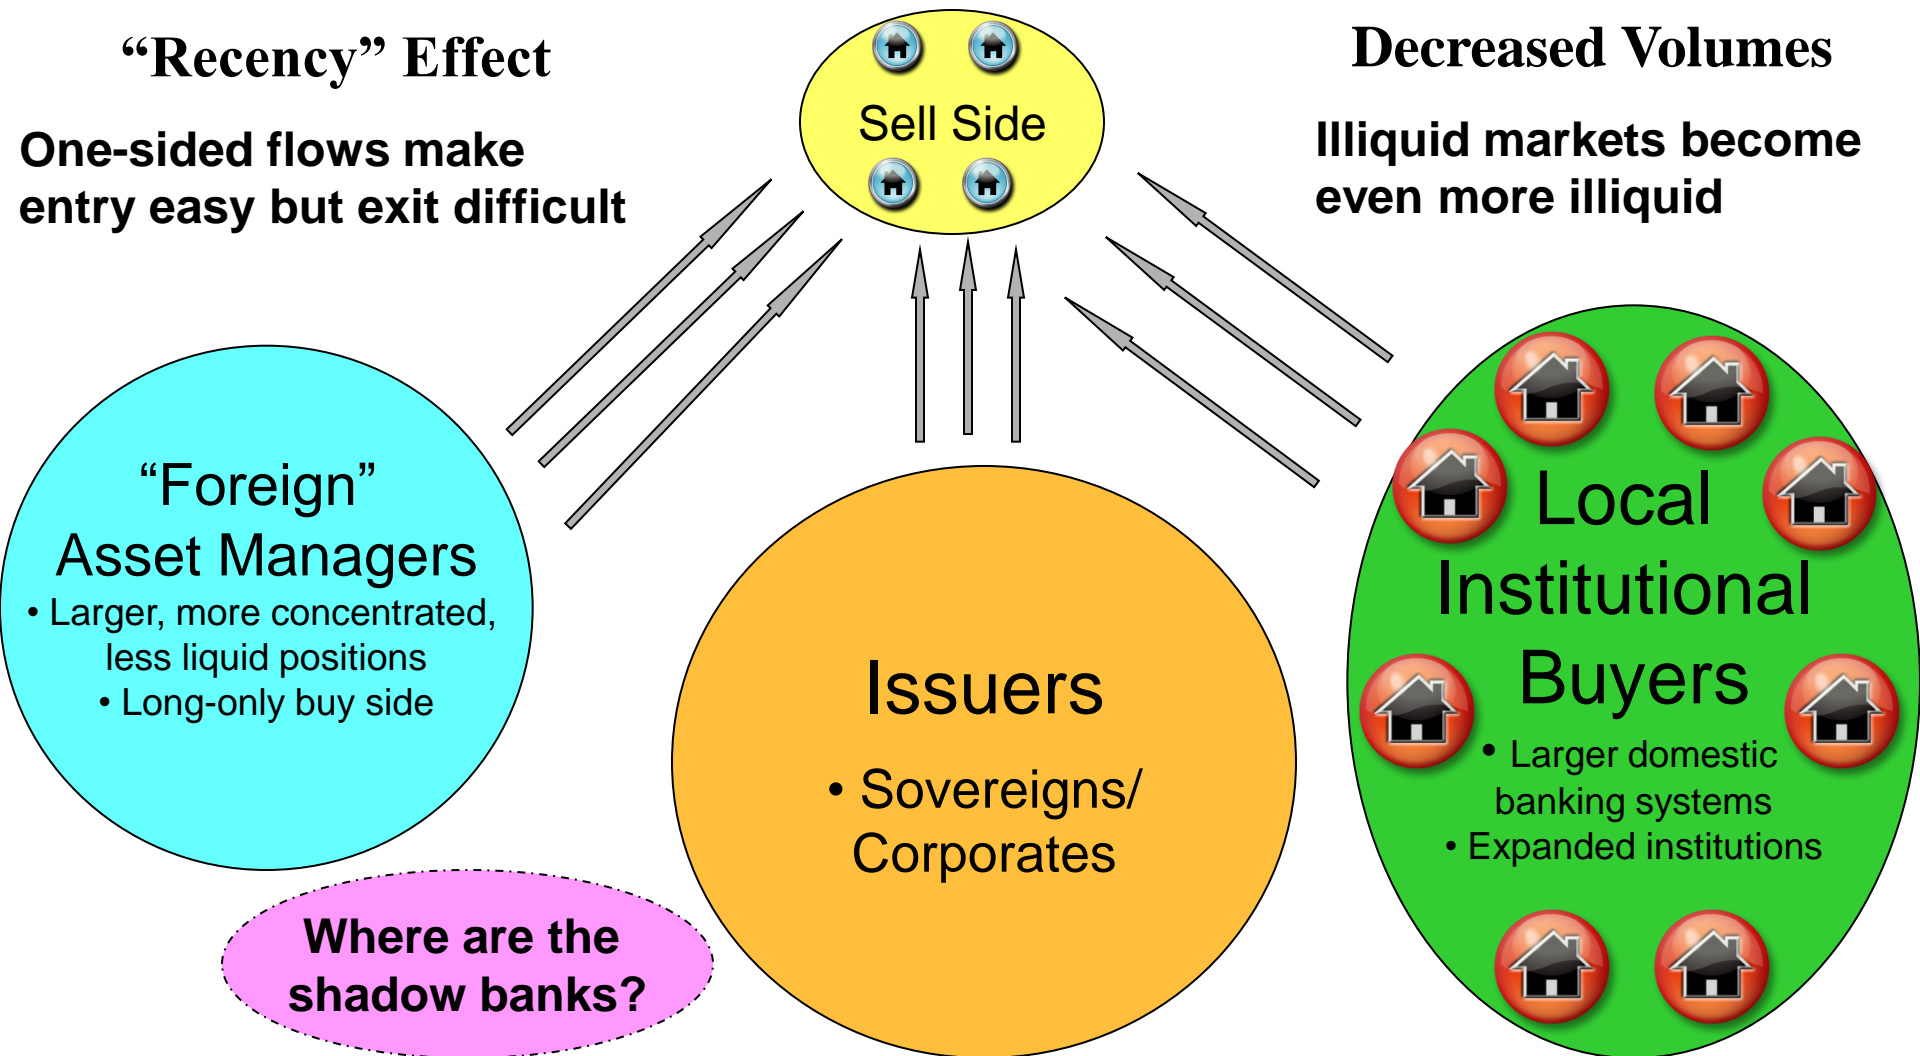 “Recency” Effect
One-sided flows make
entry easy but exit difficult
Sell Side
Decreased Volumes
Illiquid markets become
even more illiquid
“Foreign”
Asset Managers
• Larger, more concentrated,
less liquid positions
• Long-only buy side
Where are the
shadow banks?
Issuers
• Sovereigns/
Corporates
Local
Institutional
Buyers
• Larger domestic
banking systems
• Expanded institutions